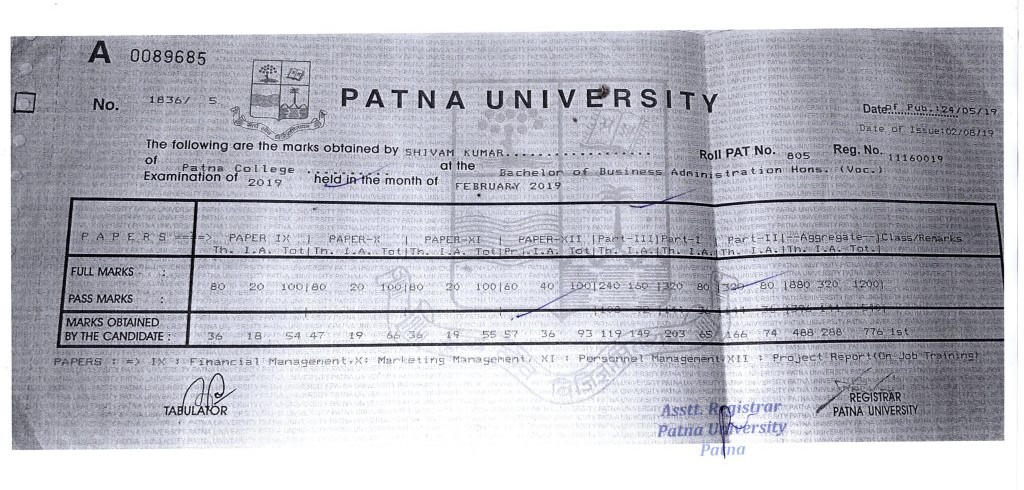 A 0089685
No. 1836/ 5
PATNA UNIVERSITY
Date of Pub.:24/05/19
Date of Issue:02/08/19
The following are the marks obtained by SHIVAM KUMAR.................... Roll PAT No. 805 Reg. No. 11160019
of Patna College at the Bachelor of Business Administration Hons. (Voc.)
Examination of 2019 held in the month of FEBRUARY 2019
PAPERS ==> PAPER IX | PAPER-X | PAPER-XI | PAPER-XII |Part-III|Part-I | Part-II|--Aggregate--|Class/Remarks
Th. I.A. Tot|Th. I.A. Tot|Th. I.A. Tot|Pr. I.A. Tot|Th. I.A.|Th. I.A.|Th. I.A.|Th. I.A. Tot.|
FULL MARKS :
80 20 100|80 20 100|80 20 100|60 40 100|240 160 |320 80 |320 80 |880 320 1200|
PASS MARKS :
MARKS OBTAINED
BY THE CANDIDATE : 36 18 54 47 19 66 36 19 55 57 36 93 119 149 203 65 166 74 488 288 776 1st
PAPERS : => IX : Financial Management,X: Marketing Management, XI : Personnel Management XII : Project Report(On Job Training)
TABULATOR
REGISTRAR
PATNA UNIVERSITY
Asstt. Registrar
Patna University
Patna